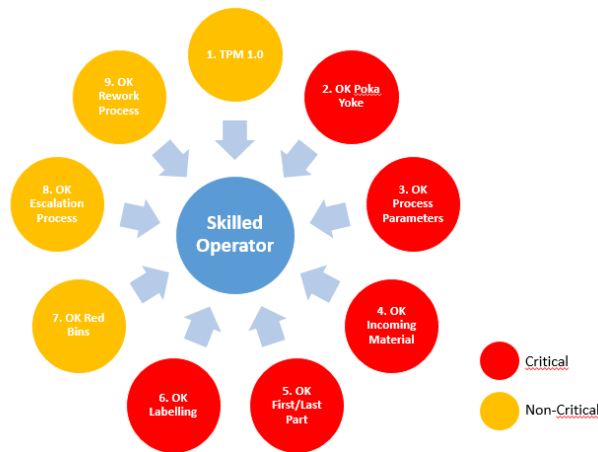 1. TPM 1.0
2. OK Poka
Yoke
3. OK
Process
Parameters
4. OK
Incoming
Material
5. OK
First/Last
Part
6. OK
Labelling
7. OK Red
Bins
8. OK
Escalation
Process
9. OK
Rework
Process
Skilled
Operator
Critical
Non-Critical